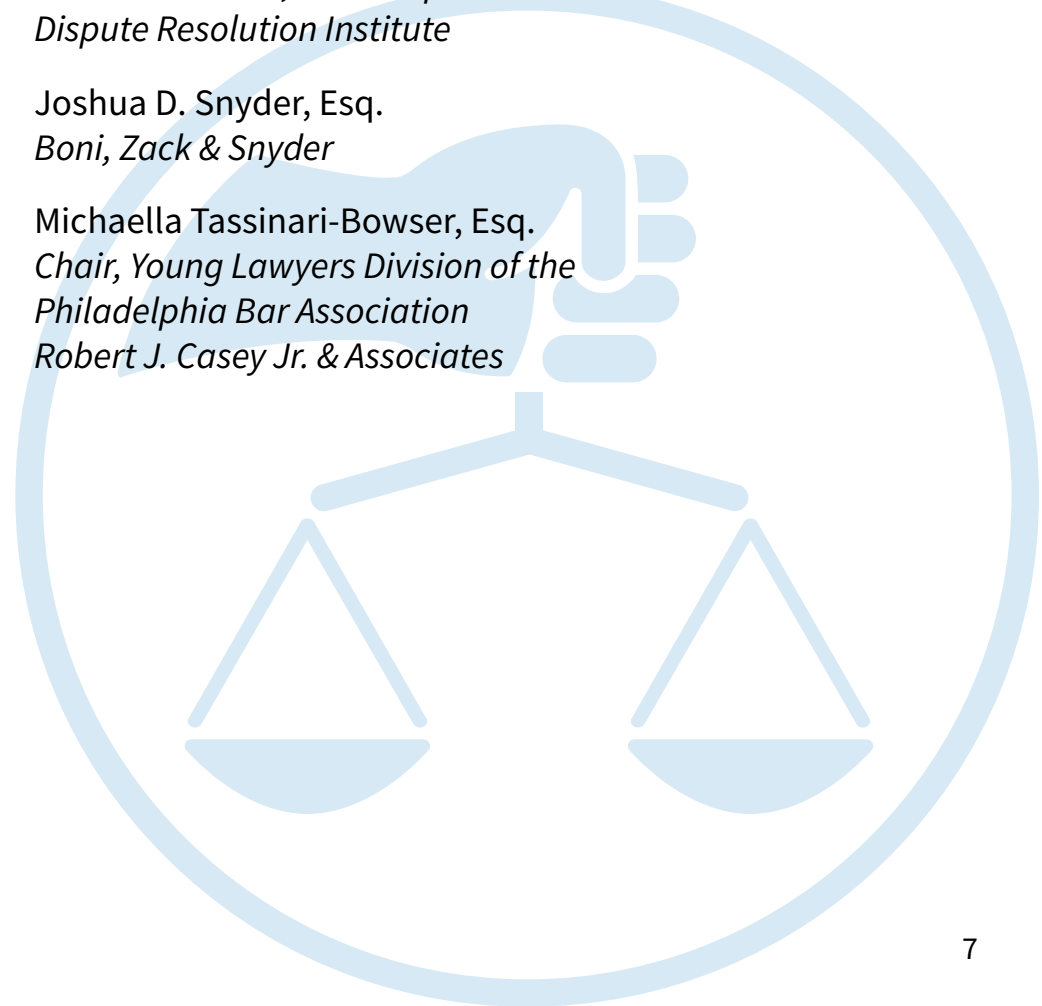 Dispute Resolution Institute
Joshua D. Snyder, Esq.
Boni, Zack & Snyder
Michaella Tassinari-Bowser, Esq.
Chair, Young Lawyers Division of the
Philadelphia Bar Association
Robert J. Casey Jr. & Associates
7